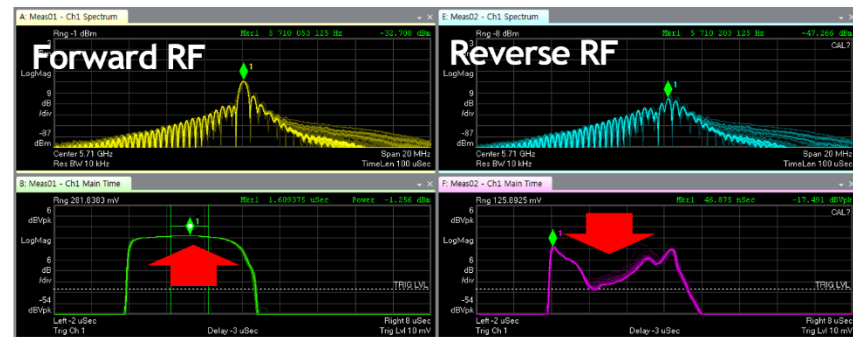 A: Meas01 - Ch1 Spectrum
Rng -1 dBm
Mkr1 5 710 053 125 Hz
-32.708 dBm
3
dBm
LogMag
9
dB
/div
-87
dBm
Forward RF
1
Center 5.71 GHz
Span 20 MHz
Res BW 10 kHz
TimeLen 100 uSec
E: Meas02 - Ch1 Spectrum
Rng -8 dBm
Mkr1 5 710 203 125 Hz
-47.266 dBm
CAL?
LogMag
9
dB
/div
-87
dBm
Reverse RF
1
Center 5.71 GHz
Span 20 MHz
Res BW 10 kHz
TimeLen 100 uSec
B: Meas01 - Ch1 Main Time
Rng 281.8383 mV
Mkr1 1.609375 uSec
Power -1.256 dBm
6
dBVpk
LogMag
6
dB
/div
-54
dBVpk
1
TRIG LVL
Left -2 uSec
Right 8 uSec
Trig Ch 1
Delay -3 uSec
Trig Lvl 10 mV
F: Meas02 - Ch1 Main Time
Rng 125.8925 mV
Mkr1 46.875 nSec
-17.491 dBVpk
CAL?
6
dBVpk
LogMag
6
dB
/div
-54
dBVpk
1
TRIG LVL
Left -2 uSec
Right 8 uSec
Trig Ch 1
Delay -3 uSec
Trig Lvl 10 mV